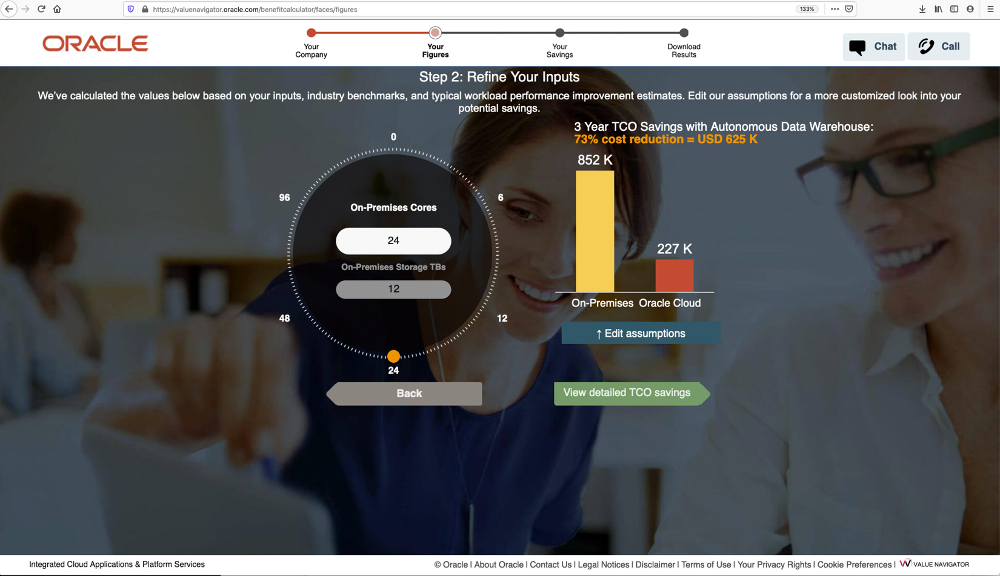 https://valuenavigator.oracle.com/benefitcalculator/faces/figures
133%
ORACLE
Your
Company
Your
Figures
Your
Savings
Download
Results
Chat
Call
Step 2: Refine Your Inputs
We've calculated the values below based on your inputs, industry benchmarks, and typical workload performance improvement estimates. Edit our assumptions for a more customized look into your
potential savings.
0
6
12
24
48
96
On-Premises Cores
24
On-Premises Storage TBs
12
3 Year TCO Savings with Autonomous Data Warehouse:
73% cost reduction = USD 625 K
852 K
227 K
On-Premises Oracle Cloud
↑ Edit assumptions
Back
View detailed TCO savings
Integrated Cloud Applications & Platform Services
© Oracle | About Oracle | Contact Us | Legal Notices | Disclaimer | Terms of Use | Your Privacy Rights | Cookie Preferences | VALUE NAVIGATOR